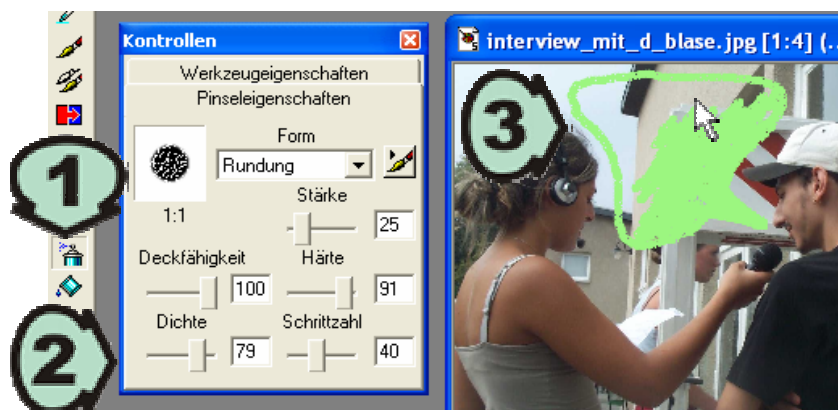 Kontrollen
Werkzeugeigenschaften
Pinseleigenschaften
Form
Rundung
1:1
Stärke
25
Deckfähigkeit
Härte
100
91
Dichte
Schrittzahl
79
40
1
2
interview_mit_d_blase.jpg [1:4] (..
3